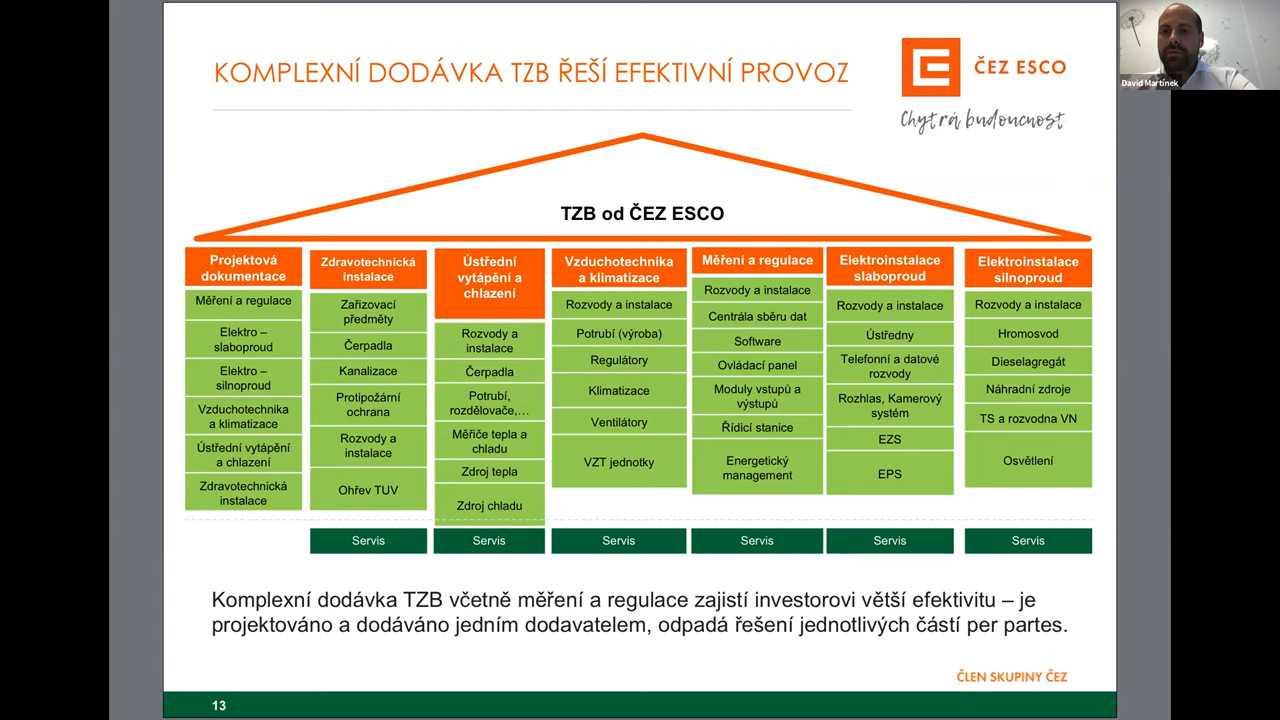 KOMPLEXNÍ DODÁVKA TZB ŘEŠÍ EFEKTIVNÍ PROVOZ
ČEZ ESCO
Chytrá budoucnost
David Martínek
TZB od ČEZ ESCO
Projektová
dokumentace
Měření a regulace
Elektro –
slaboproud
Elektro –
silnoproud
Vzduchotechnika
a klimatizace
Ústřední vytápění
a chlazení
Zdravotechnická
instalace
Zdravotechnická
instalace
Zařizovací
předměty
Čerpadla
Kanalizace
Protipožární
ochrana
Rozvody a
instalace
Ohřev TUV
Servis
Ústřední
vytápění a
chlazení
Rozvody a
instalace
Čerpadla
Potrubí,
rozdělovače,…
Měřiče tepla a
chladu
Zdroj tepla
Zdroj chladu
Servis
Vzduchotechnika
a klimatizace
Rozvody a instalace
Potrubí (výroba)
Regulátory
Klimatizace
Ventilátory
VZT jednotky
Servis
Měření a regulace
Rozvody a instalace
Centrála sběru dat
Software
Ovládací panel
Moduly vstupů a
výstupů
Řídicí stanice
Energetický
management
Servis
Elektroinstalace
slaboproud
Rozvody a instalace
Ústředny
Telefonní a datové
rozvody
Rozhlas, Kamerový
systém
EZS
EPS
Servis
Elektroinstalace
silnoproud
Rozvody a instalace
Hromosvod
Dieselagregát
Náhradní zdroje
TS a rozvodna VN
Osvětlení
Servis
Komplexní dodávka TZB včetně měření a regulace zajistí investorovi větší efektivitu – je
projektováno a dodáváno jedním dodavatelem, odpadá řešení jednotlivých částí per partes.
ČLEN SKUPINY ČEZ
13